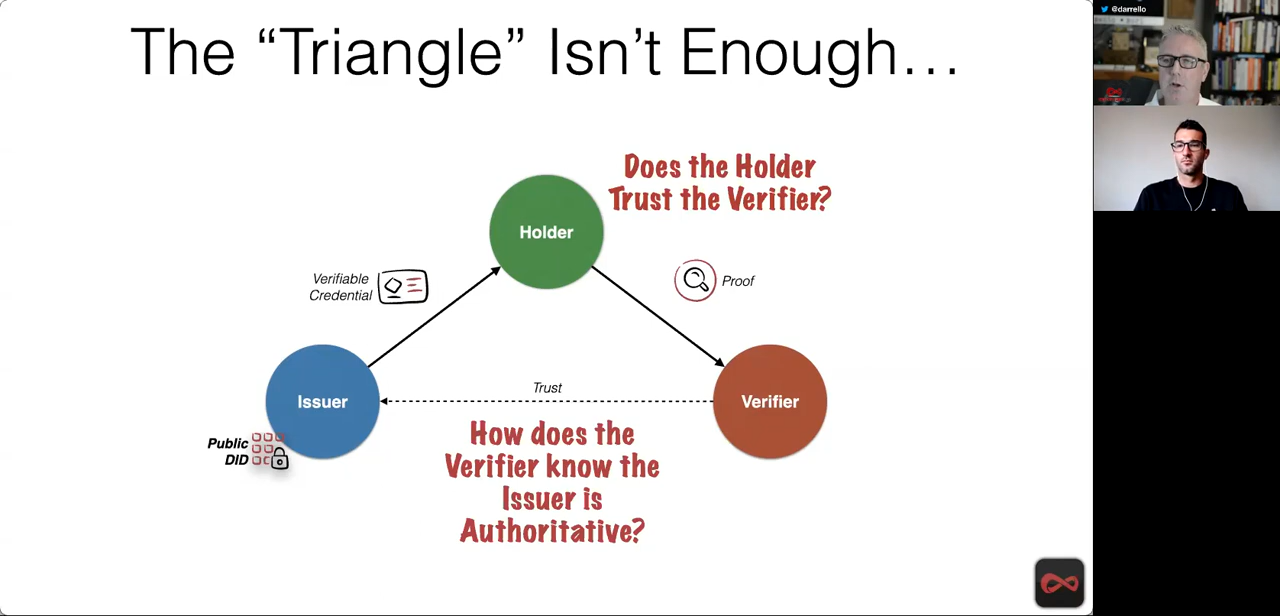 The “Triangle” Isn’t Enough…
@darrello
Does the Holder
Trust the Verifier?
Holder
Verifiable
Credential
Proof
Trust
Issuer
Verifier
Public
DID
How does the
Verifier know the
Issuer is
Authoritative?